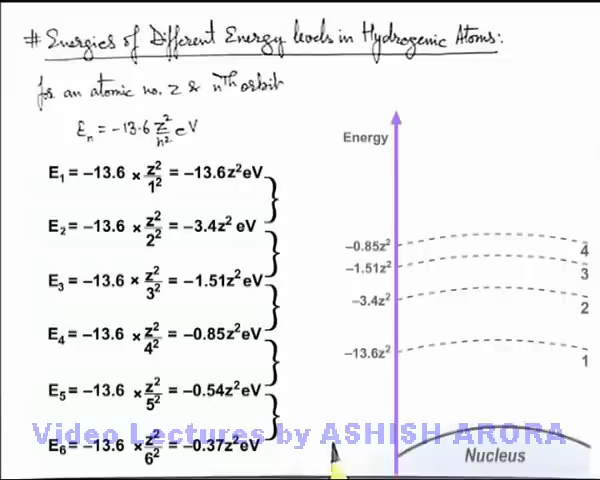 # Energies of Different Energy levels in Hydrogenic Atoms:
for an atomic no. Z & nth orbit
Eₙ = −13.6 Z²/n² eV
E₁ = −13.6 × z²/1² = −13.6z²eV
E₂ = −13.6 × z²/2² = −3.4z² eV
E₃ = −13.6 × z²/3² = −1.51z²eV
E₄ = −13.6 × z²/4² = −0.85z²eV
E₅ = −13.6 × z²/5² = −0.54z²eV
E₆ = −13.6 × z²/6² = −0.37z²eV
Energy
−0.85z² 4
−1.51z² 3
−3.4z² 2
−13.6z² 1
Nucleus
Video Lectures by ASHISH ARORA